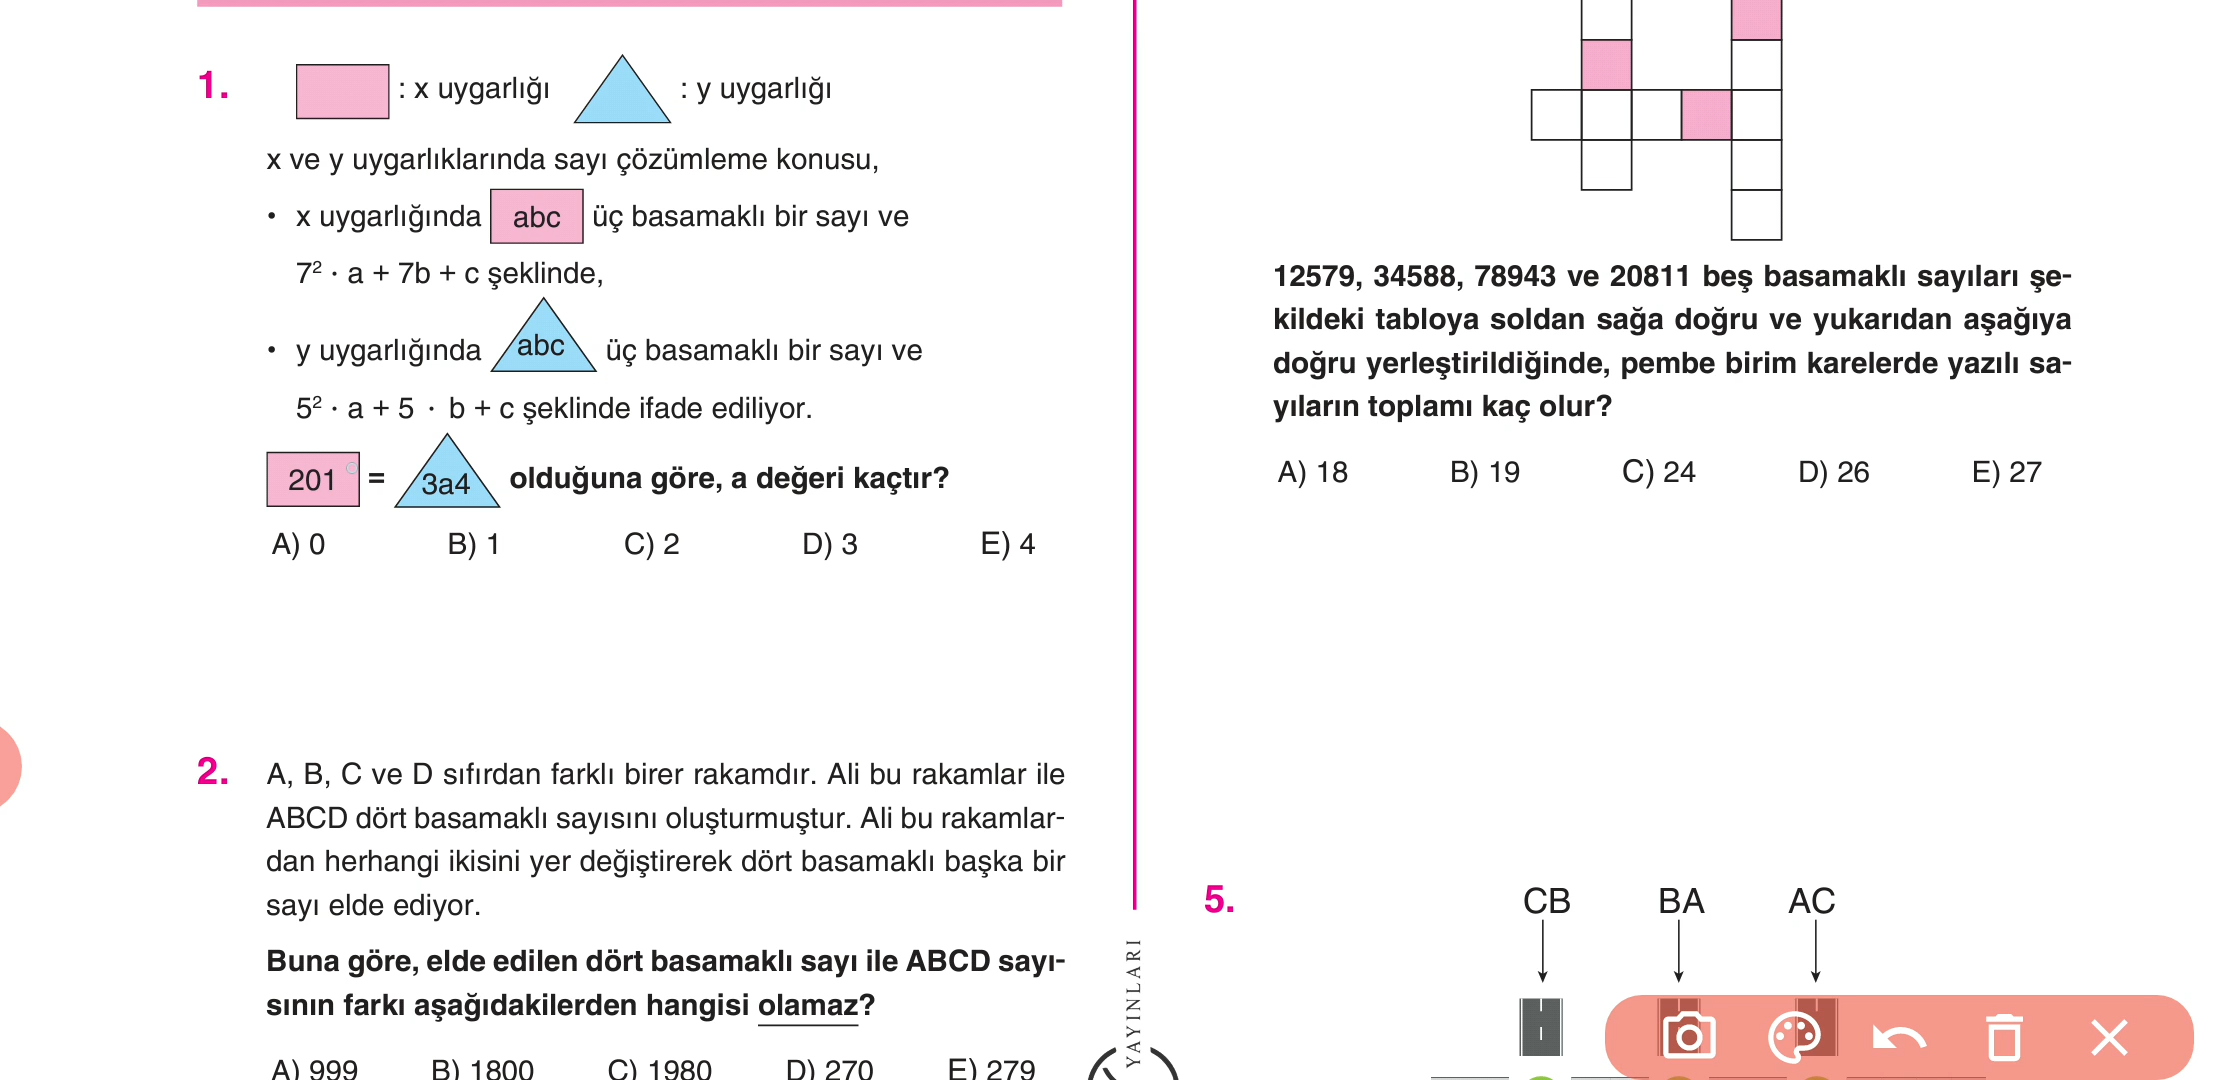 1.
: x uygarlığı : y uygarlığı
x ve y uygarlıklarında sayı çözümleme konusu,
• x uygarlığında abc üç basamaklı bir sayı ve
7² · a + 7b + c şeklinde,
• y uygarlığında abc üç basamaklı bir sayı ve
5² · a + 5 · b + c şeklinde ifade ediliyor.
201 = 3a4 olduğuna göre, a değeri kaçtır?
A) 0 B) 1 C) 2 D) 3 E) 4
2. A, B, C ve D sıfırdan farklı birer rakamdır. Ali bu rakamlar ile
ABCD dört basamaklı sayısını oluşturmuştur. Ali bu rakamlar-
dan herhangi ikisini yer değiştirerek dört basamaklı başka bir
sayı elde ediyor.
Buna göre, elde edilen dört basamaklı sayı ile ABCD sayı-
sının farkı aşağıdakilerden hangisi olamaz?
A) 999 B) 1800 C) 1980 D) 270 E) 279
YAYINLARI
12579, 34588, 78943 ve 20811 beş basamaklı sayıları şe-
kildeki tabloya soldan sağa doğru ve yukarıdan aşağıya
doğru yerleştirildiğinde, pembe birim karelerde yazılı sa-
yıların toplamı kaç olur?
A) 18 B) 19 C) 24 D) 26 E) 27
5.
CB BA AC